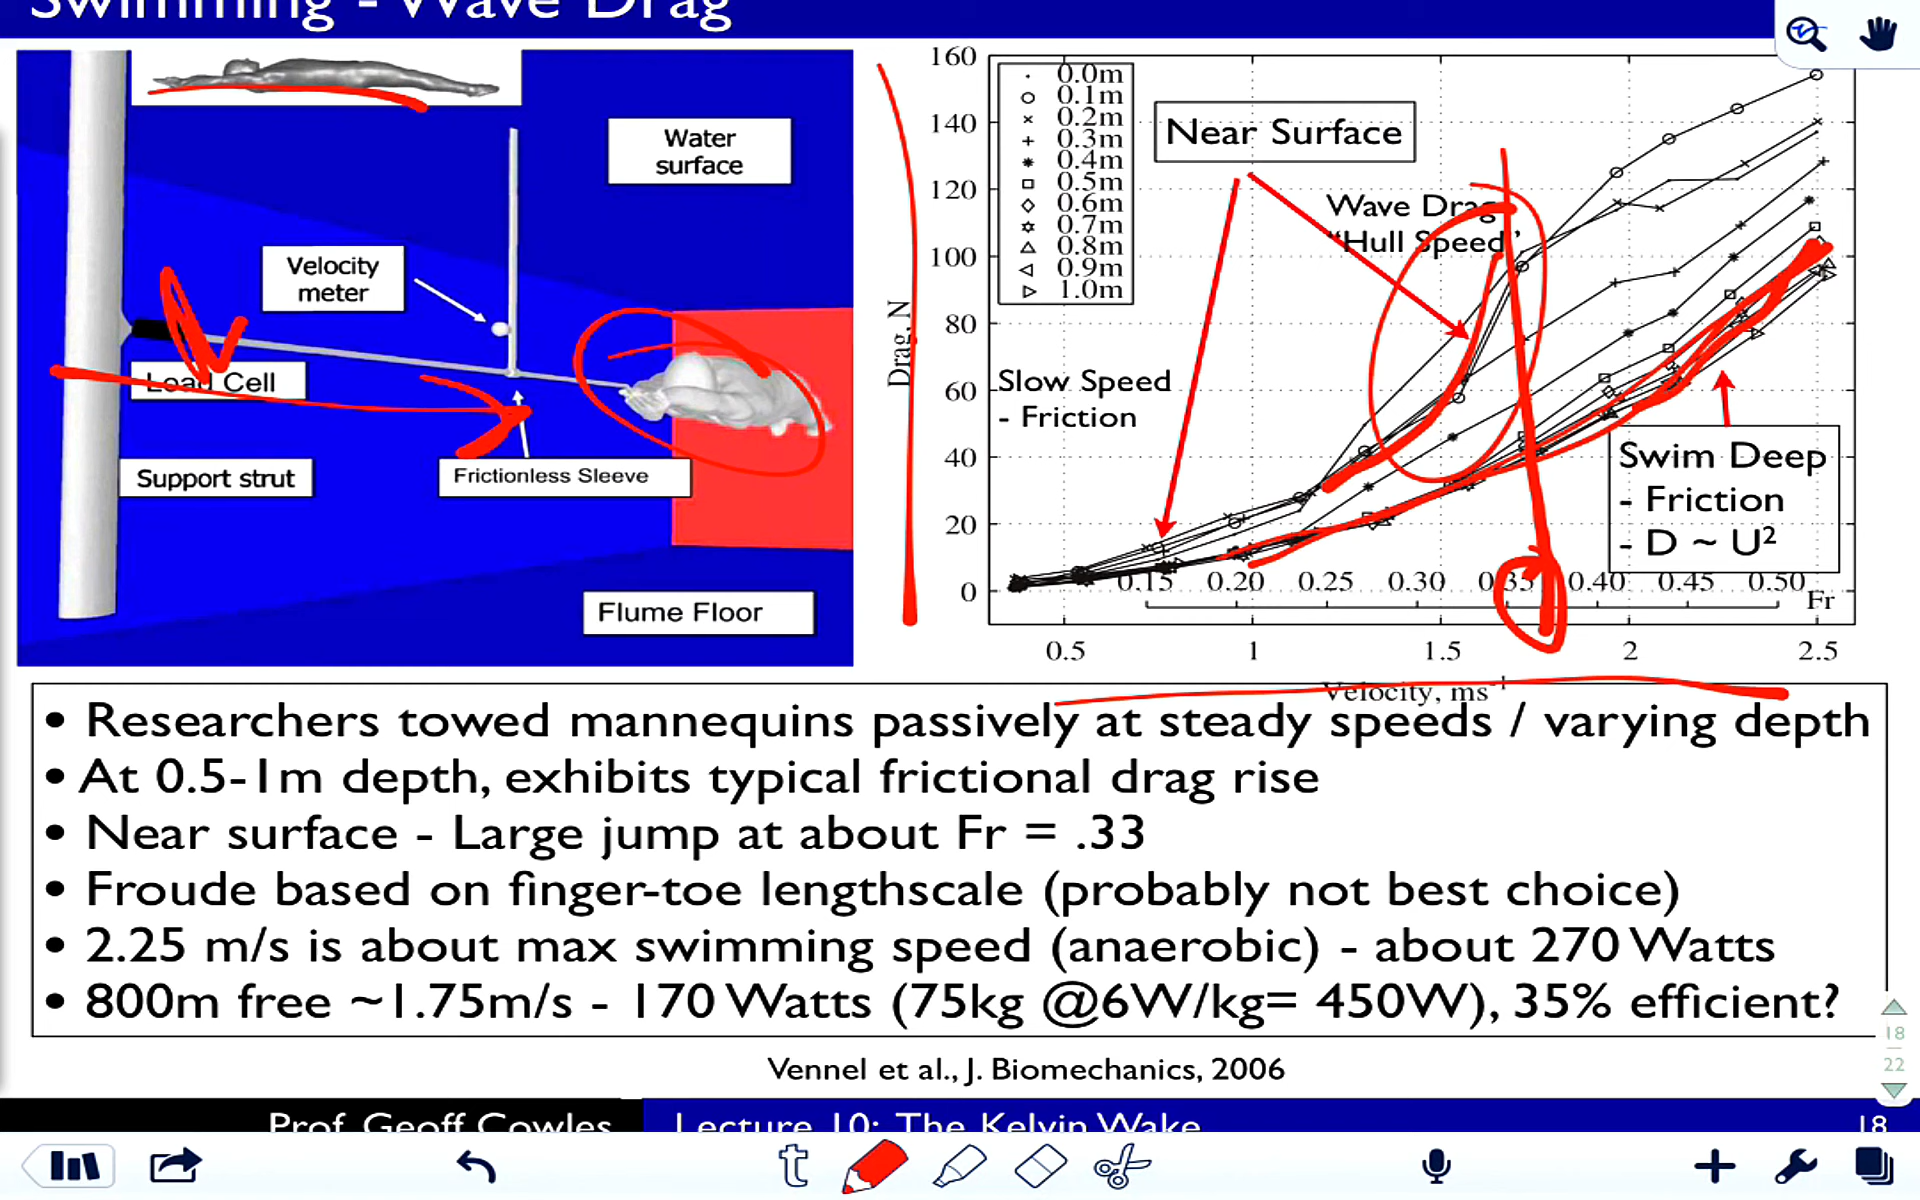 Swimming - Wave Drag
Water
surface
Velocity
meter
Load Cell
Support strut
Frictionless Sleeve
Flume Floor
Drag, N
160
140
120
100
80
60
40
20
0
0.0m
0.1m
0.2m
0.3m
0.4m
0.5m
0.6m
0.7m
0.8m
0.9m
1.0m
Near Surface
Wave Drag
"Hull Speed"
Slow Speed
- Friction
Swim Deep
- Friction
- D ~ U²
0.15 0.20 0.25 0.30 0.35 0.40 0.45 0.50
Fr
0.5 1 1.5 2 2.5
Velocity, ms⁻¹
• Researchers towed mannequins passively at steady speeds / varying depth
• At 0.5-1m depth, exhibits typical frictional drag rise
• Near surface - Large jump at about Fr = .33
• Froude based on finger-toe lengthscale (probably not best choice)
• 2.25 m/s is about max swimming speed (anaerobic) - about 270 Watts
• 800m free ~1.75m/s - 170 Watts (75kg @6W/kg= 450W), 35% efficient?
Vennel et al., J. Biomechanics, 2006
18
22
Prof. Geoff Cowles
Lecture 10: The Kelvin Wake
18
t